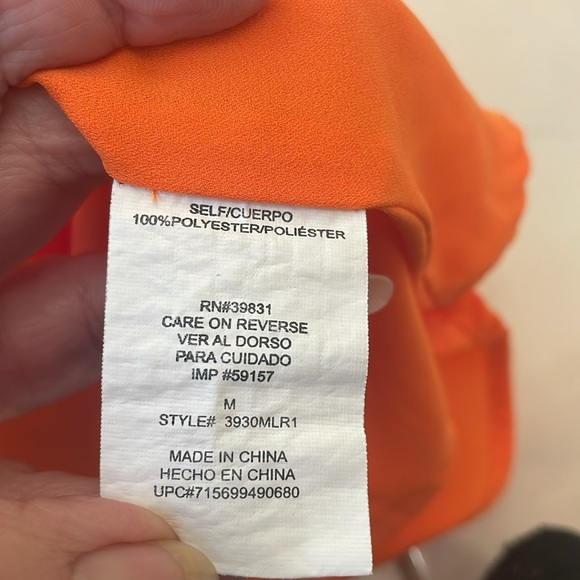 SELF/CUERPO
100%POLYESTER/POLIÉSTER
RN#39831
CARE ON REVERSE
VER AL DORSO
PARA CUIDADO
IMP #59157
M
STYLE# 3930MLR1
MADE IN CHINA
HECHO EN CHINA
UPC#715699490680